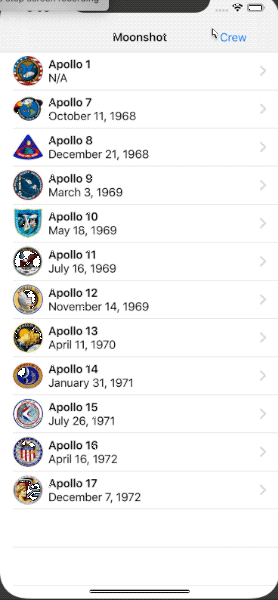 stop screen recording
Moonshot
Crew
Apollo 1
N/A
Apollo 7
October 11, 1968
Apollo 8
December 21, 1968
Apollo 9
March 3, 1969
Apollo 10
May 18, 1969
Apollo 11
July 16, 1969
Apollo 12
November 14, 1969
Apollo 13
April 11, 1970
Apollo 14
January 31, 1971
Apollo 15
July 26, 1971
Apollo 16
April 16, 1972
Apollo 17
December 7, 1972